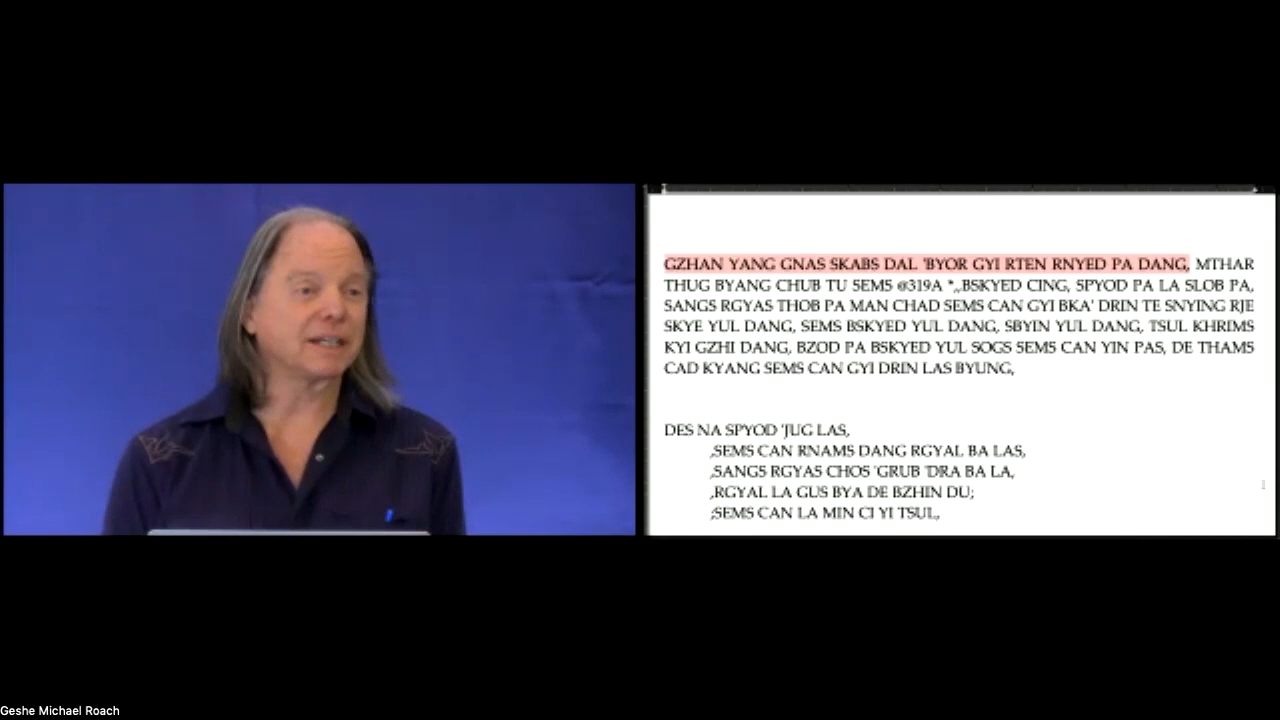 GZHAN YANG GNAS SKABS DAL 'BYOR GYI RTEN RNYED PA DANG, MTHAR
THUG BYANG CHUB TU SEMS @319A *,,BSKYED CING, SPYOD PA LA SLOB PA,
SANGS RGYAS THOB PA MAN CHAD SEMS CAN GYI BKA' DRIN TE SNYING RJE
SKYE YUL DANG, SEMS BSKYED YUL DANG, SBYIN YUL DANG, TSUL KHRIMS
KYI GZHI DANG, BZOD PA BSKYED YUL SOGS SEMS CAN YIN PAS, DE THAMS
CAD KYANG SEMS CAN GYI DRIN LAS BYUNG,
DES NA SPYOD 'JUG LAS,
,SEMS CAN RNAMS DANG RGYAL BA LAS,
,SANGS RGYAS CHOS 'GRUB 'DRA BA LA,
,RGYAL LA GUS BYA DE BZHIN DU;
;SEMS CAN LA MIN CI YI TSUL,
Geshe Michael Roach